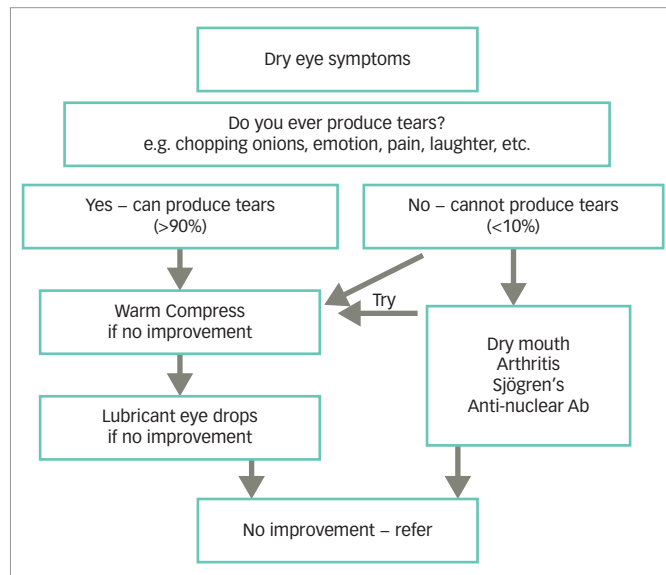 Dry eye symptoms
Do you ever produce tears?
e.g. chopping onions, emotion, pain, laughter, etc.
Yes – can produce tears
(>90%)
No – cannot produce tears
(<10%)
Warm Compress
if no improvement
Try
Dry mouth
Arthritis
Sjögren’s
Anti-nuclear Ab
Lubricant eye drops
if no improvement
No improvement – refer